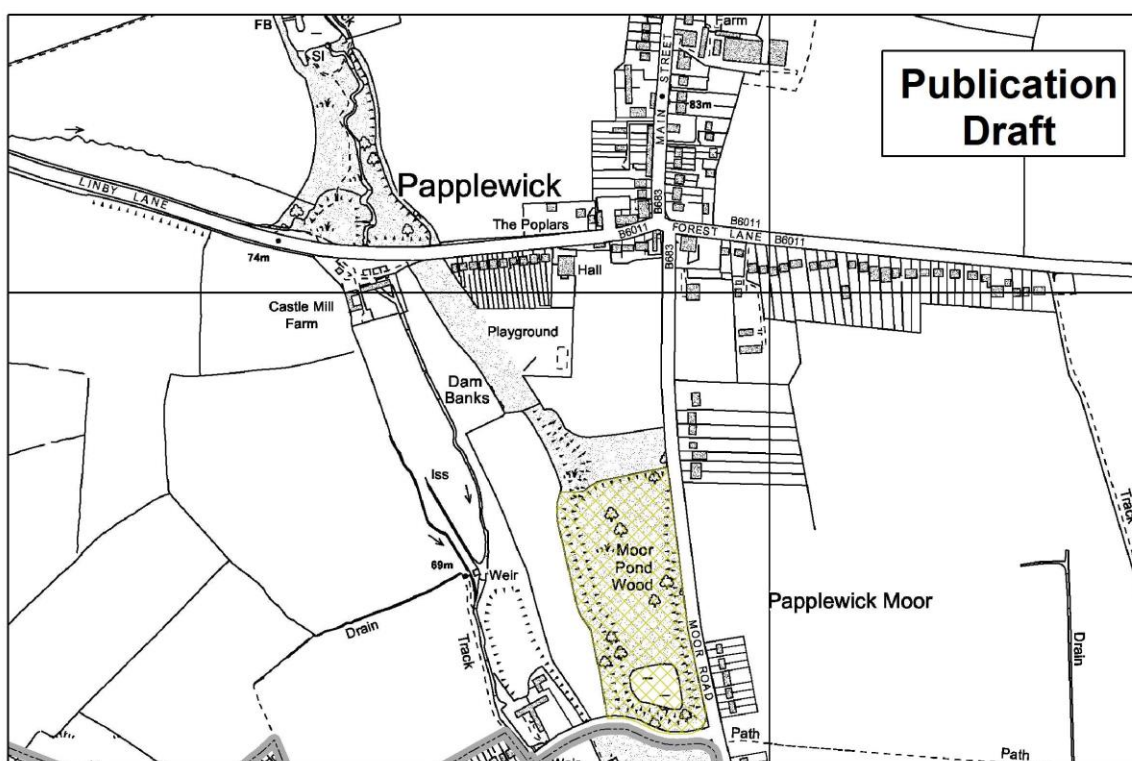 FB
SI
Farm
STREET
MAIN
83m
Publication
Draft
LINBY LANE
Papplewick
The Poplars
B683
B6011
FOREST LANE
B6011
B6011
B683
74m
Hall
Castle Mill
Farm
Playground
Dam
Banks
Iss
Track
Moor
Pond
Wood
69m
Weir
Papplewick Moor
Drain
Track
MOOR ROAD
Drain
Path
Path